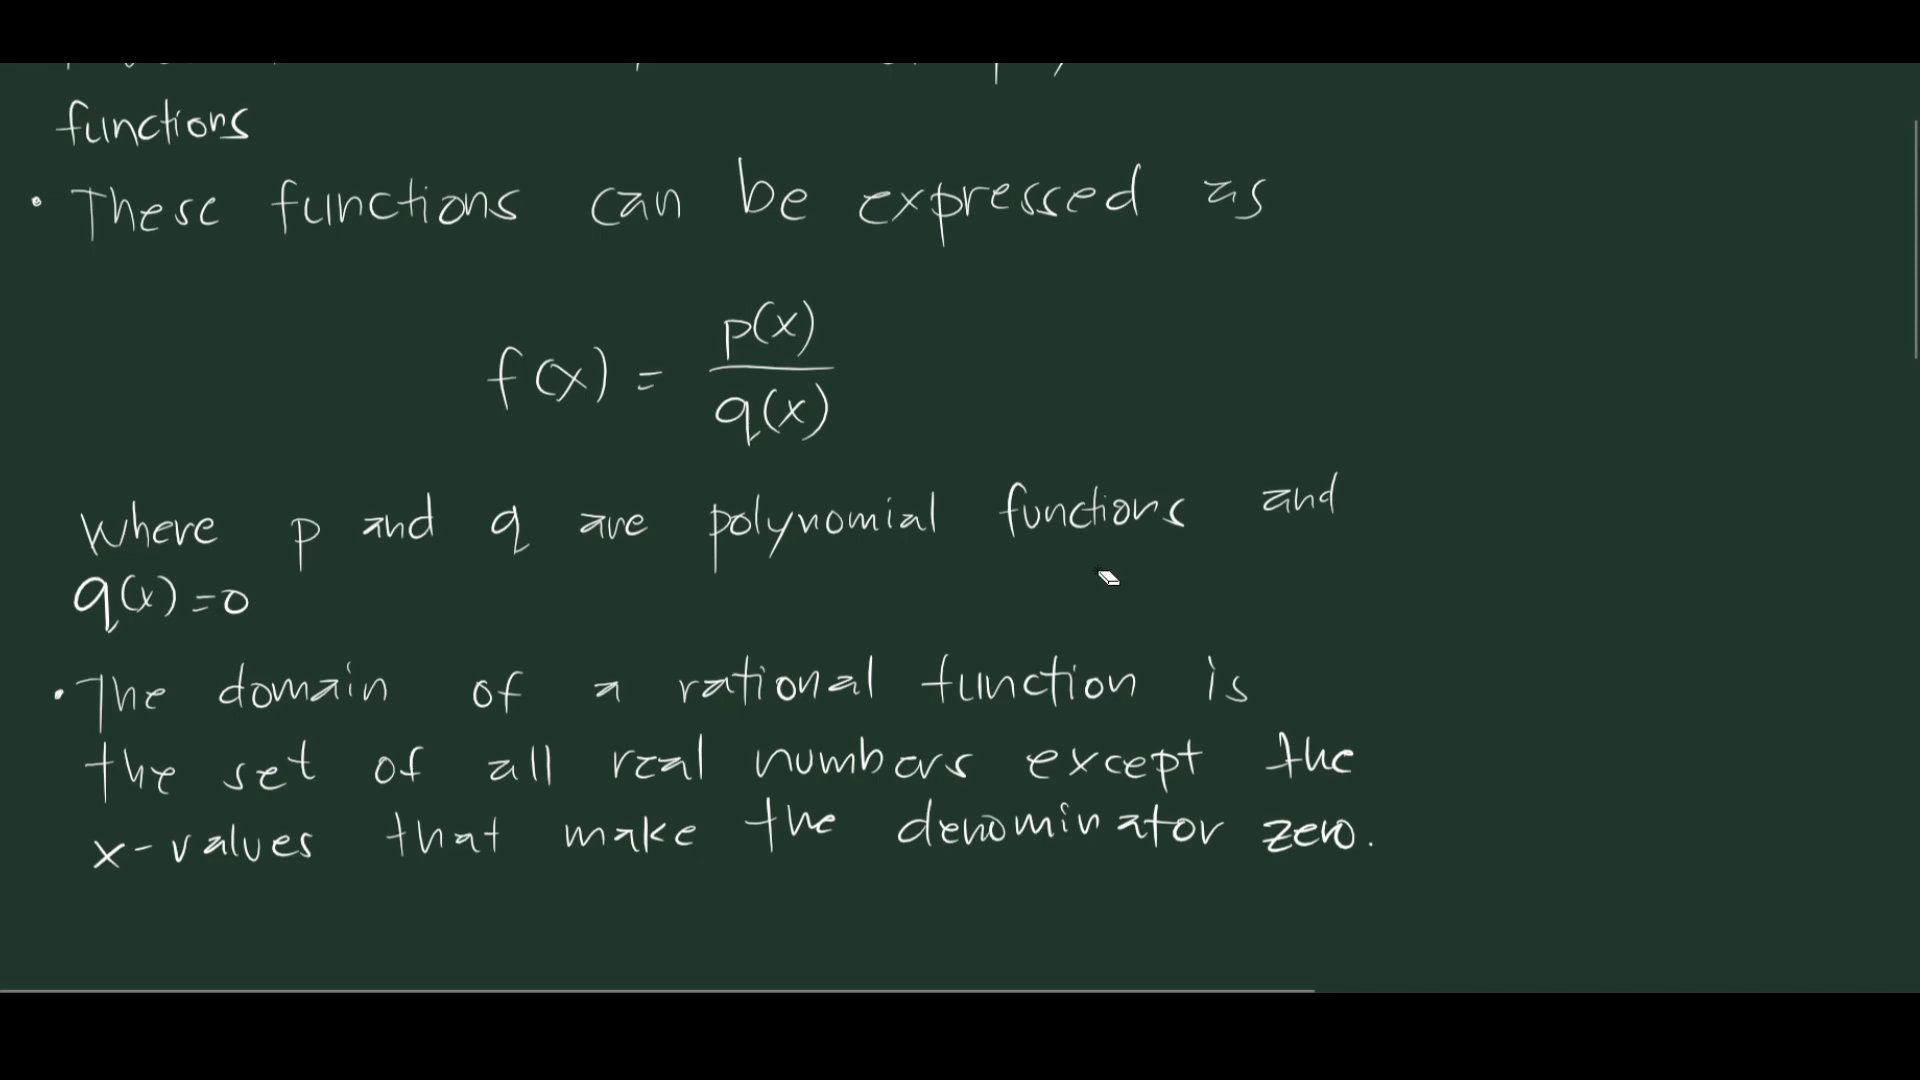 functions
• These functions can be expressed as
f(x) = p(x)/q(x)
Where p and q are polynomial functions and
q(x) = 0
• The domain of a rational function is
the set of all real numbers except the
x-values that make the denominator zero.